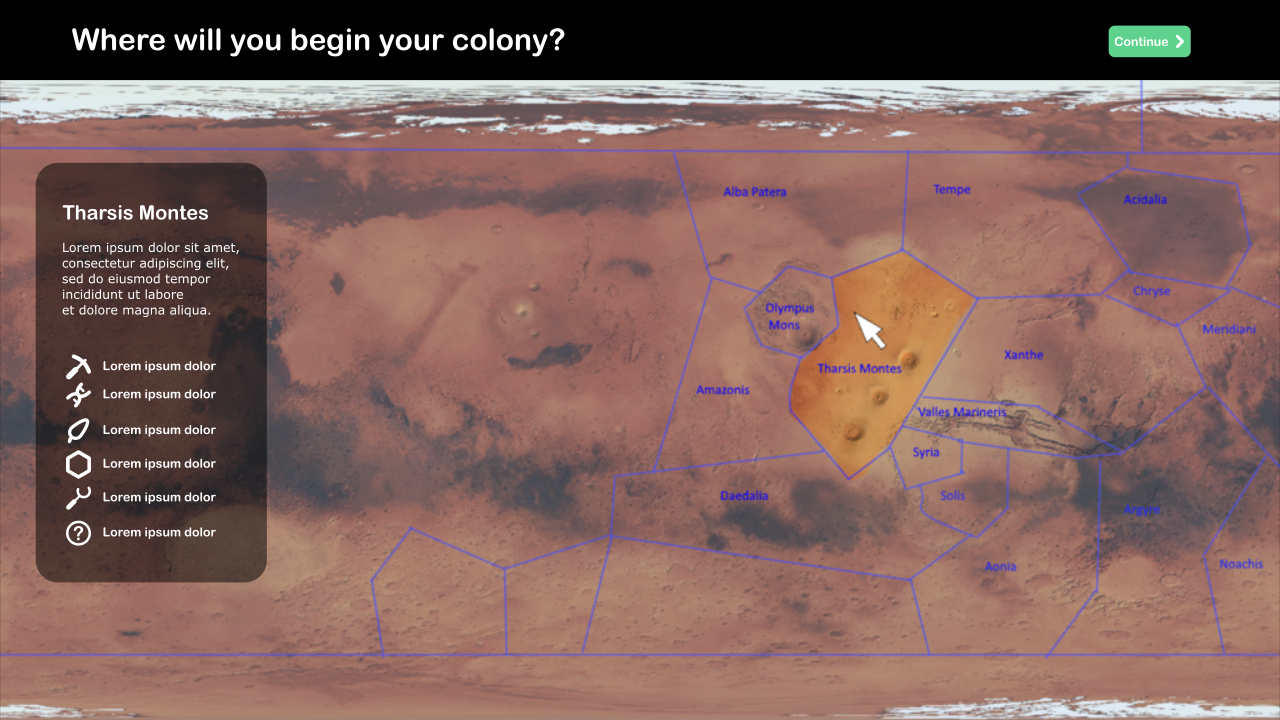 Where will you begin your colony?
Continue
Tharsis Montes
Lorem ipsum dolor sit amet,
consectetur adipiscing elit,
sed do eiusmod tempor
incididunt ut labore
et dolore magna aliqua.
Lorem ipsum dolor
Lorem ipsum dolor
Lorem ipsum dolor
Lorem ipsum dolor
Lorem ipsum dolor
? Lorem ipsum dolor
Alba Patera
Tempe
Acidalia
Chryse
Olympus
Mons
Meridiani
Xanthe
Tharsis Montes
Amazonis
Valles Marineris
Syria
Daedalia
Solis
Argyre
Aonia
Noachis